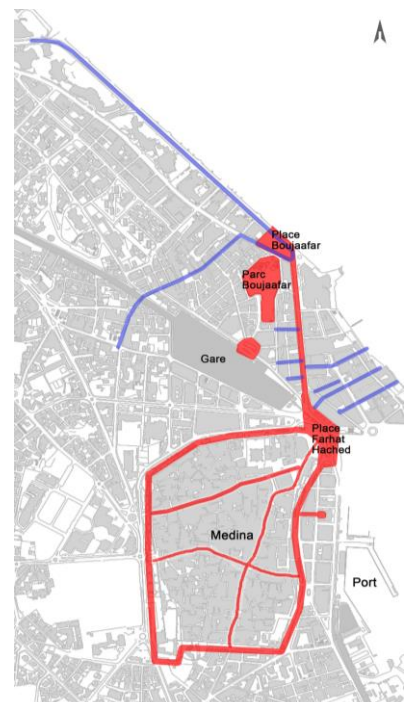 Place
Boujaafar
Parc
Boujaafar
Gare
Place
Farhat
Hached
Medina
Port